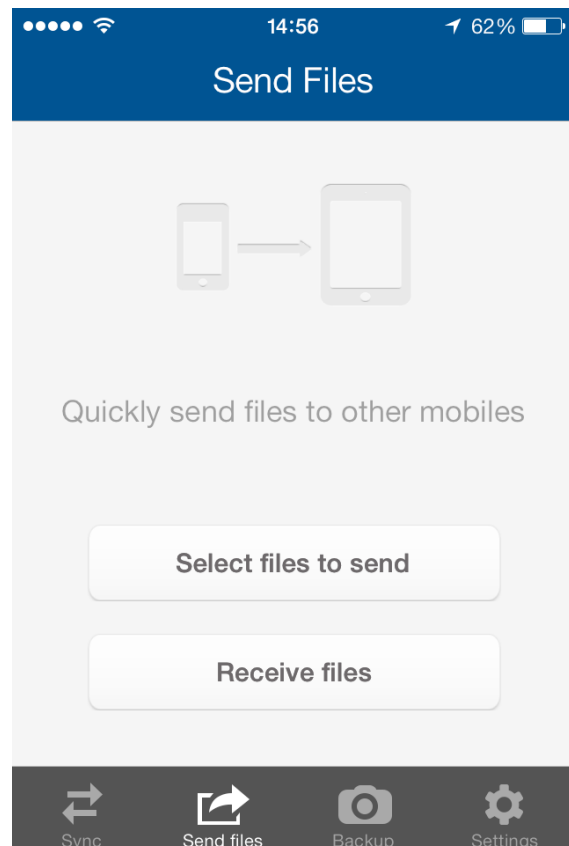 14:56
62%
Send Files
Quickly send files to other mobiles
Select files to send
Receive files
Sync
Send files
Backup
Settings